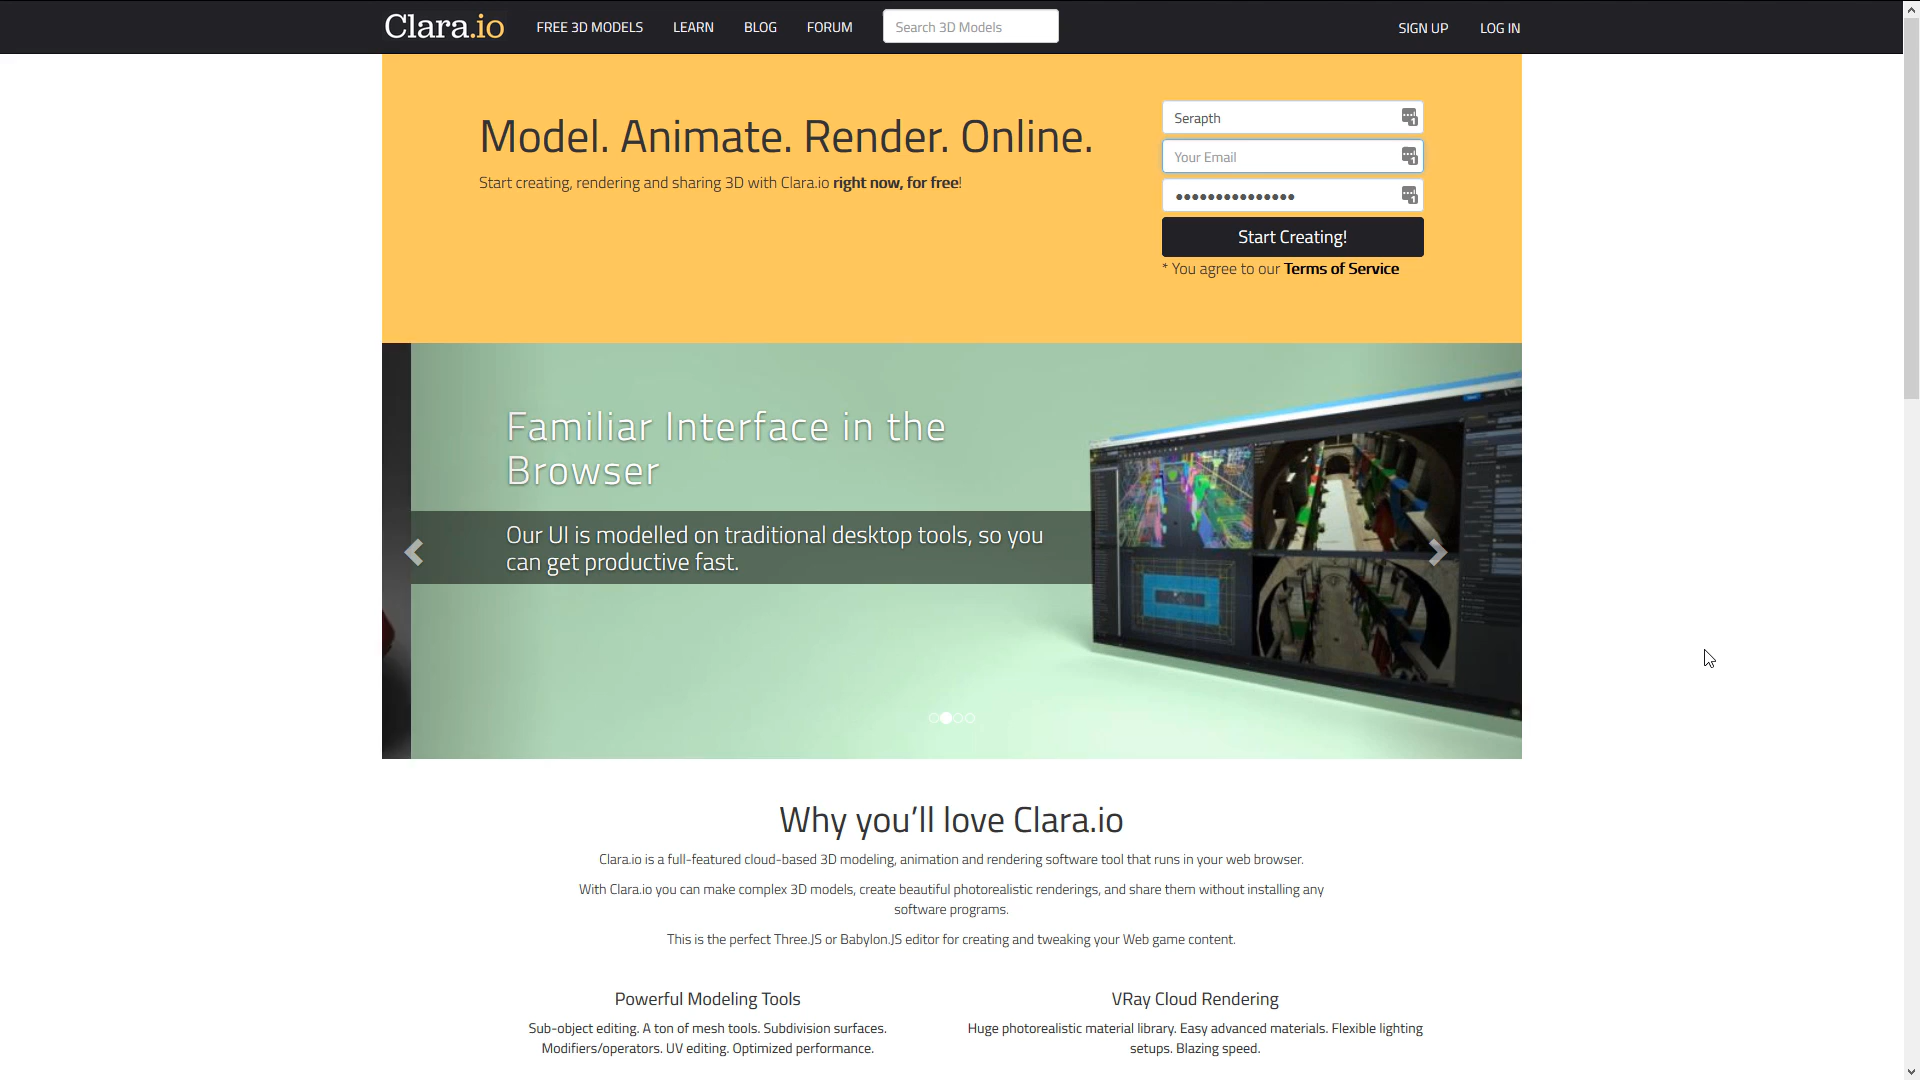 Clara.io FREE 3D MODELS LEARN BLOG FORUM Search 3D Models SIGN UP LOG IN
Model. Animate. Render. Online.
Start creating, rendering and sharing 3D with Clara.io right now, for free!
Serapth
Your Email
•••••••••••••••
Start Creating!
* You agree to our Terms of Service
Familiar Interface in the
Browser
Our UI is modelled on traditional desktop tools, so you
can get productive fast.
Why you’ll love Clara.io
Clara.io is a full-featured cloud-based 3D modeling, animation and rendering software tool that runs in your web browser.
With Clara.io you can make complex 3D models, create beautiful photorealistic renderings, and share them without installing any
software programs.
This is the perfect Three.JS or Babylon.JS editor for creating and tweaking your Web game content.
Powerful Modeling Tools
Sub-object editing. A ton of mesh tools. Subdivision surfaces.
Modifiers/operators. UV editing. Optimized performance.
VRay Cloud Rendering
Huge photorealistic material library. Easy advanced materials. Flexible lighting
setups. Blazing speed.